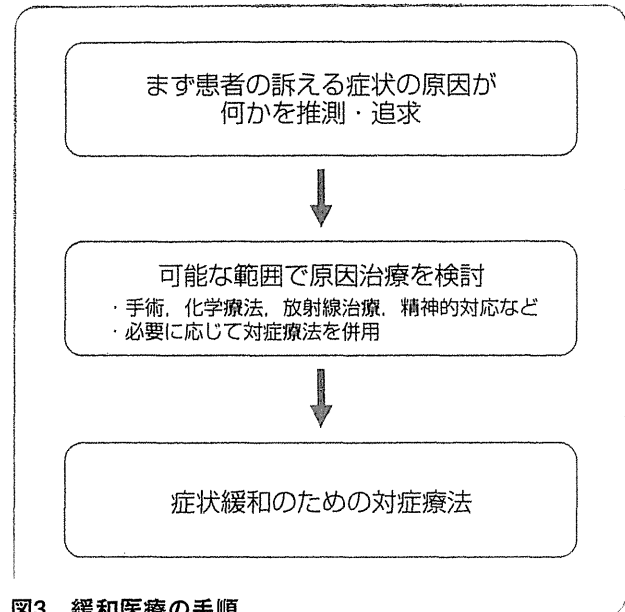 まず患者の訴える症状の原因が
何かを推測・追求
可能な範囲で原因治療を検討
・手術，化学療法，放射線治療，精神的対応など
・必要に応じて対症療法を併用
症状緩和のための対症療法
図3　緩和医療の手順